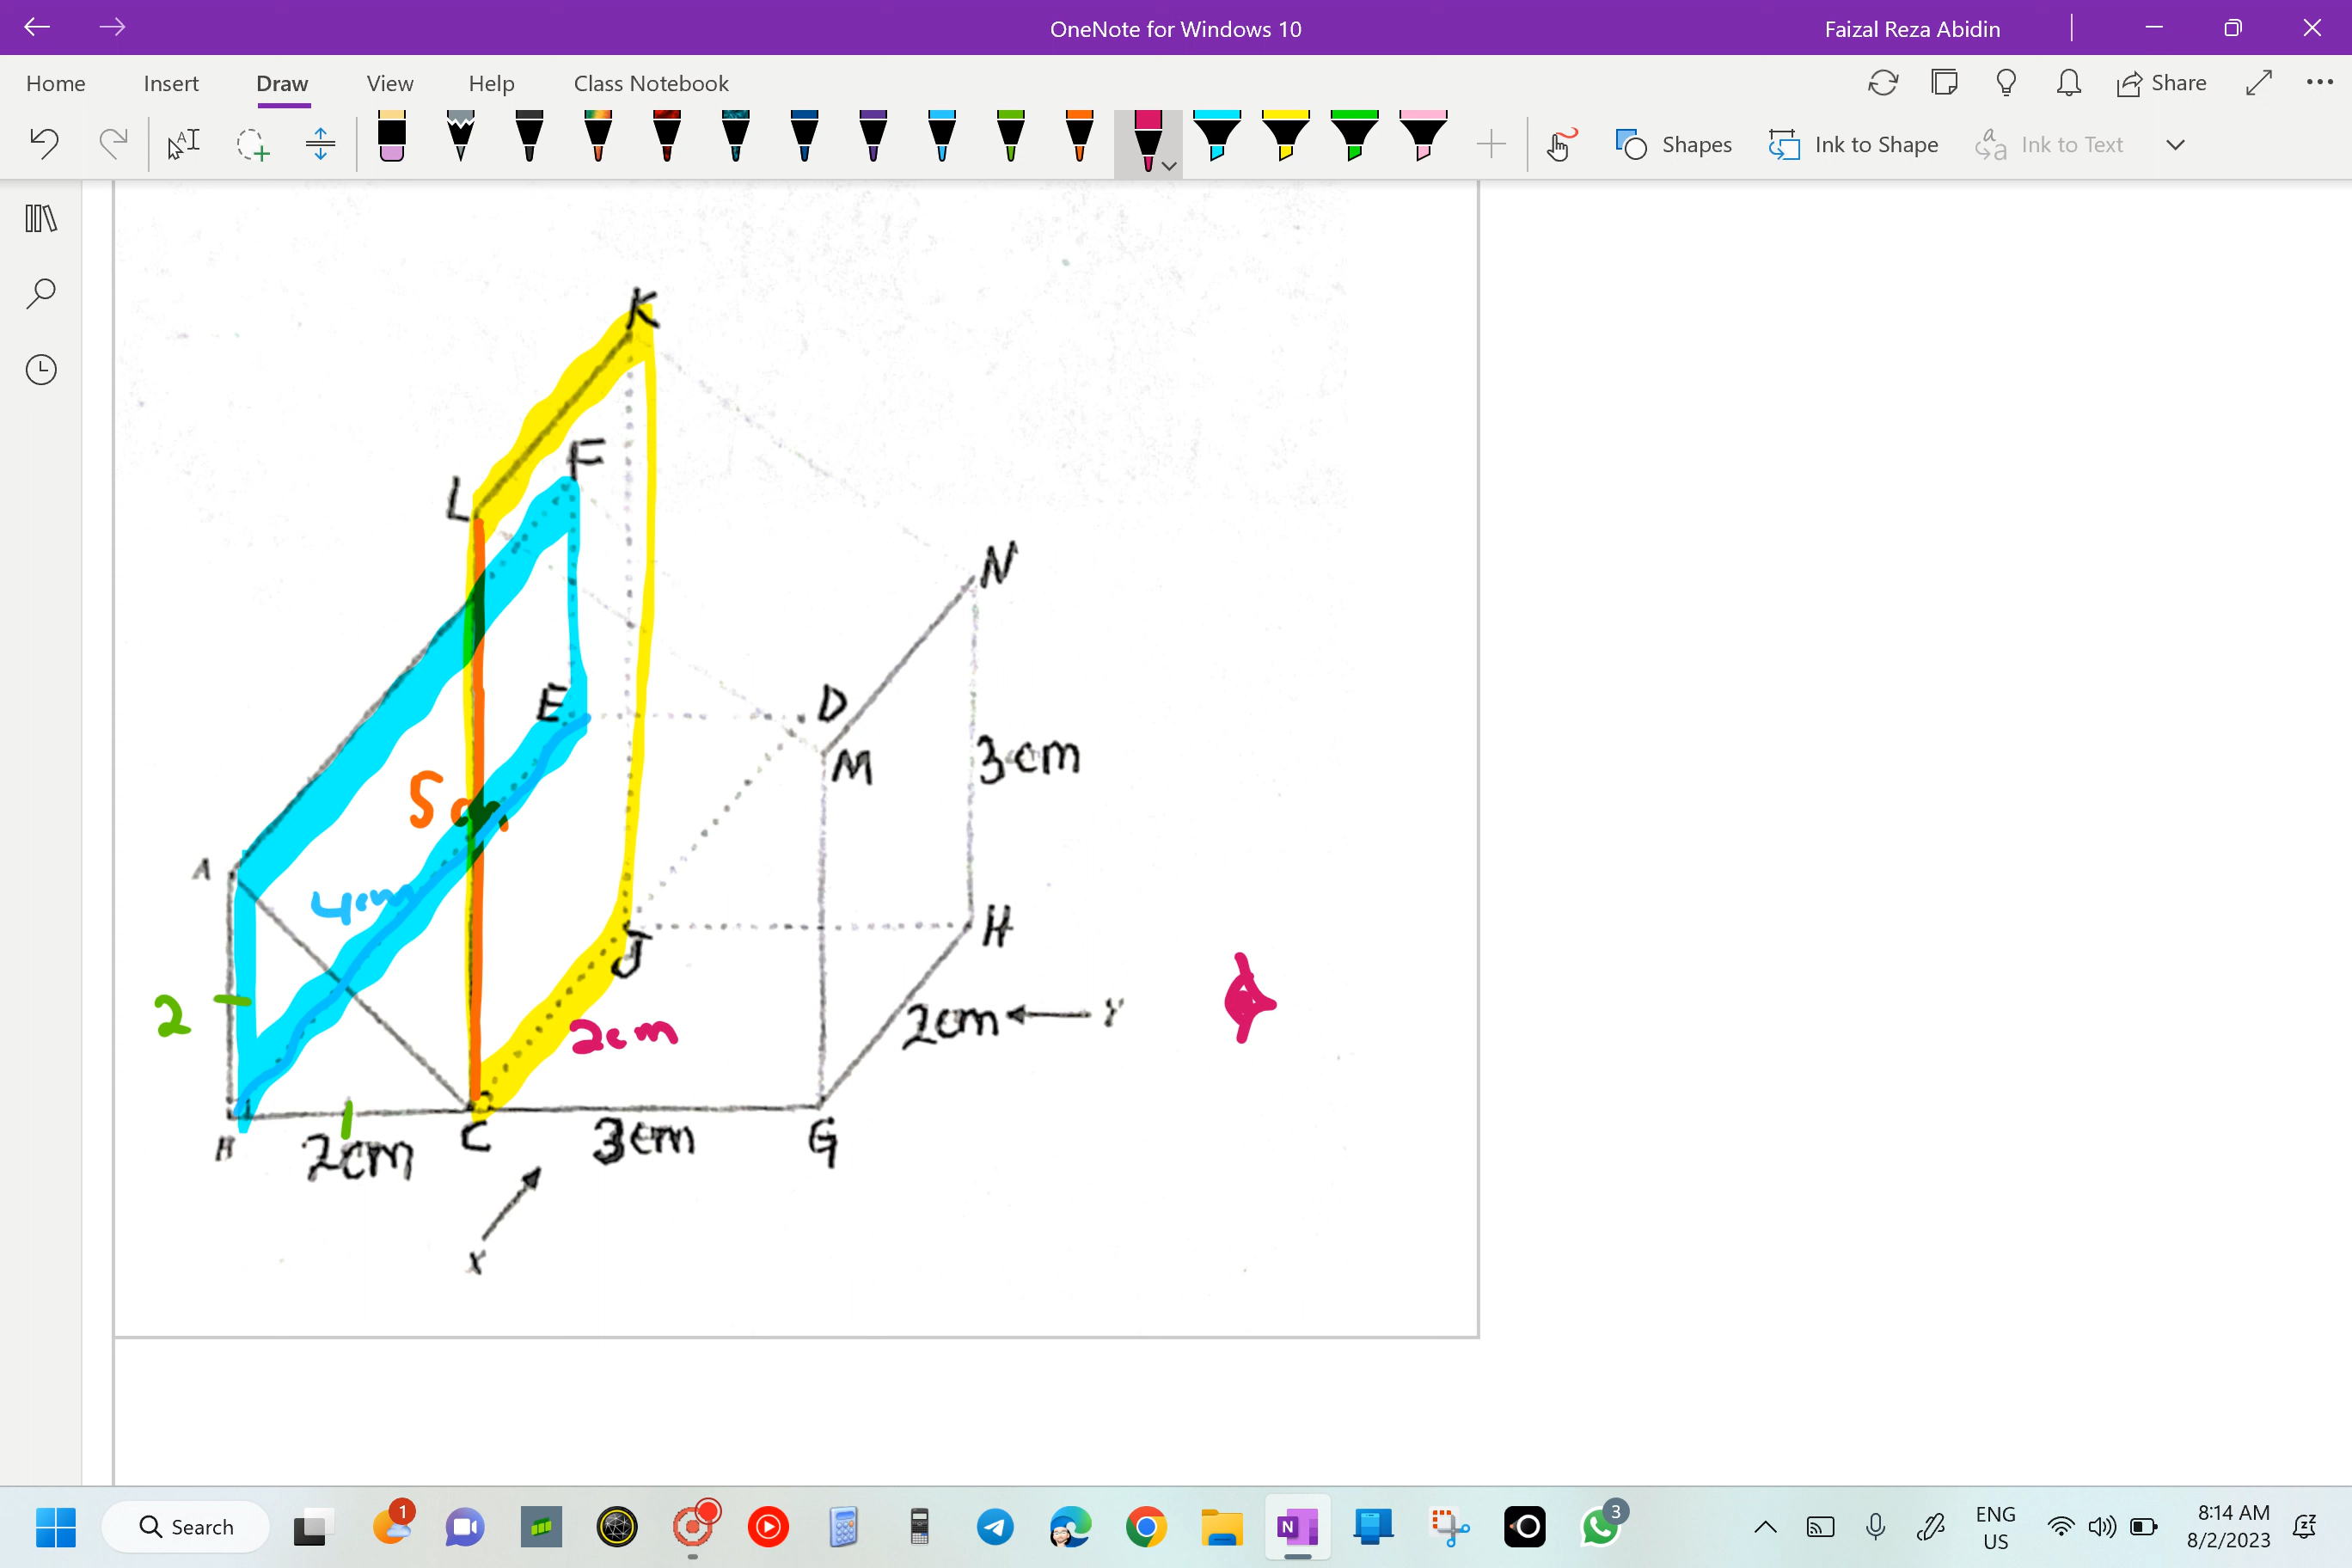 OneNote for Windows 10
Faizal Reza Abidin
Home Insert Draw View Help Class Notebook
Share
Shapes Ink to Shape Ink to Text
K
F
L
N
E
D
M
3cm
5cm
A
4cm
J
H
2
2cm
2cm
Y
H
2cm
C
3cm
G
X
Search
1
3
ENG
US
8:14 AM
8/2/2023